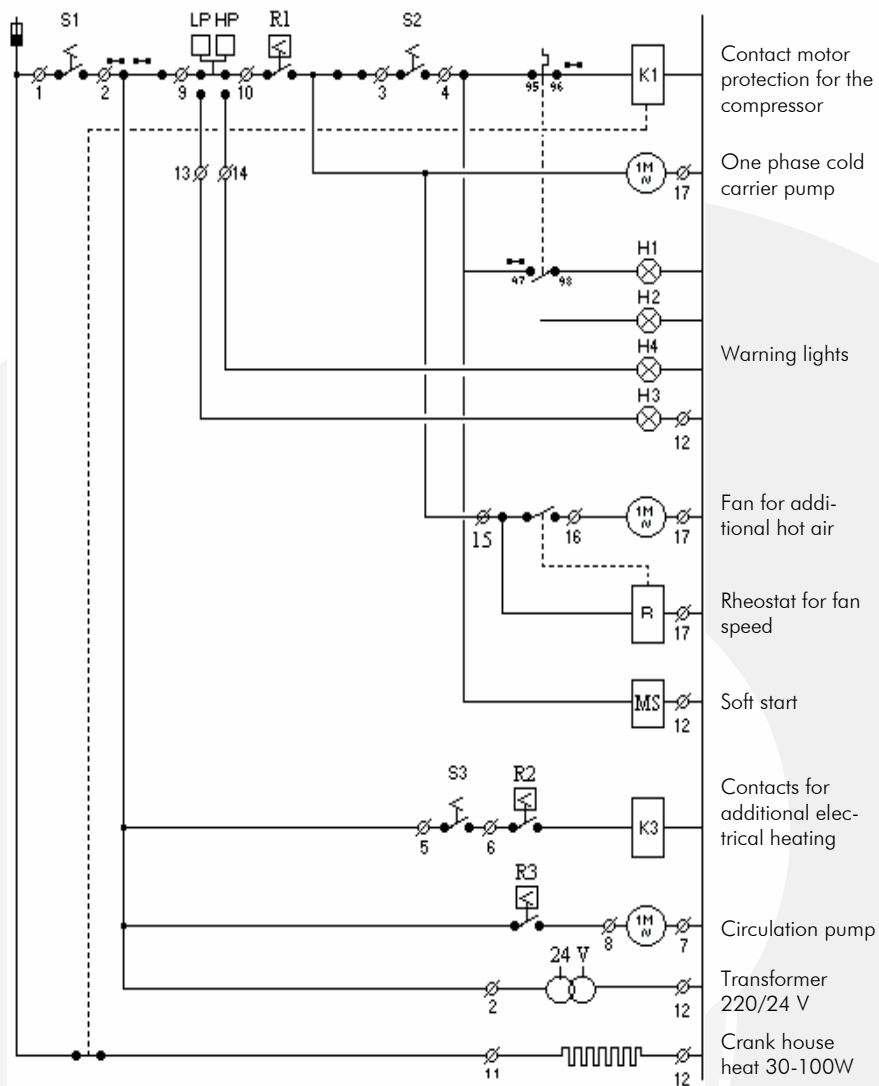 S1
LP HP
R1
S2
1
2
9
10
3
4
95
96
K1
Contact motor
protection for the
compressor
13
14
1M
N
17
One phase cold
carrier pump
97
98
H1
H2
H4
H3
12
Warning lights
15
16
1M
N
17
Fan for addi-
tional hot air
R
17
Rheostat for fan
speed
MS
12
Soft start
S3
R2
5
6
K3
Contacts for
additional elec-
trical heating
R3
8
1M
N
7
Circulation pump
24 V
2
12
Transformer
220/24 V
11
12
Crank house
heat 30-100W